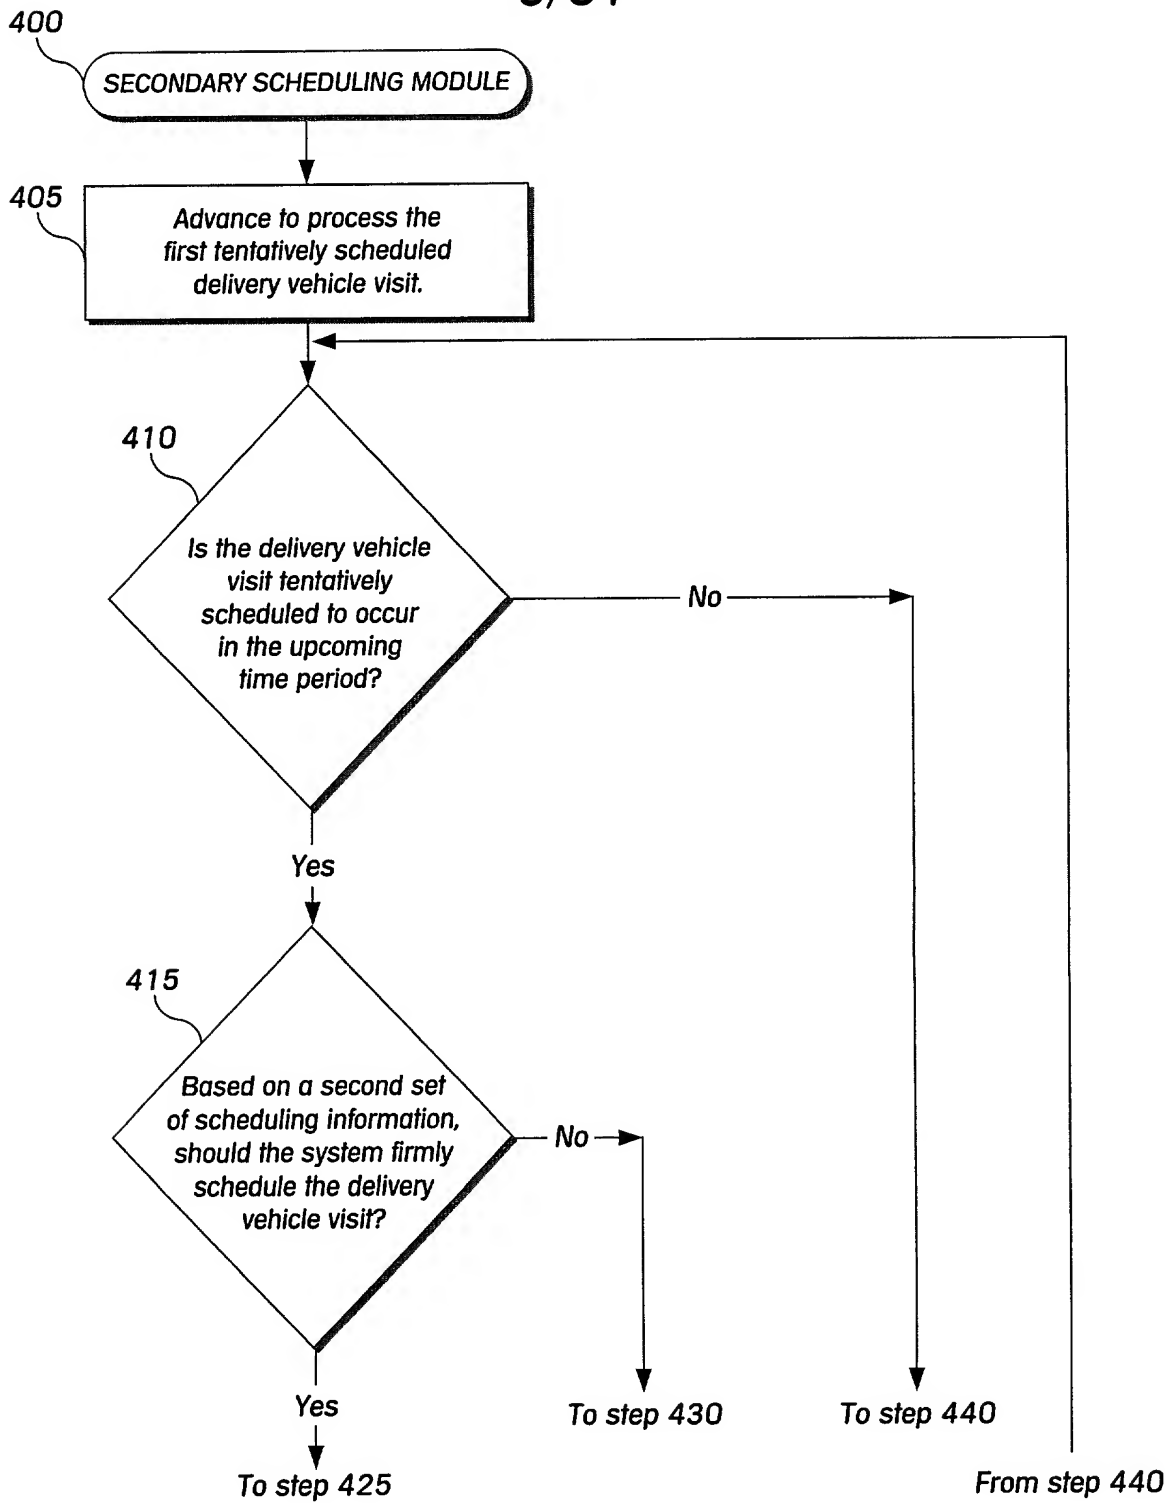 400
SECONDARY SCHEDULING MODULE
405
Advance to process the
first tentatively scheduled
delivery vehicle visit.
410
Is the delivery vehicle
visit tentatively
scheduled to occur
in the upcoming
time period?
No
Yes
415
Based on a second set
of scheduling information,
should the system firmly
schedule the delivery
vehicle visit?
No
Yes
To step 425
To step 430
To step 440
From step 440